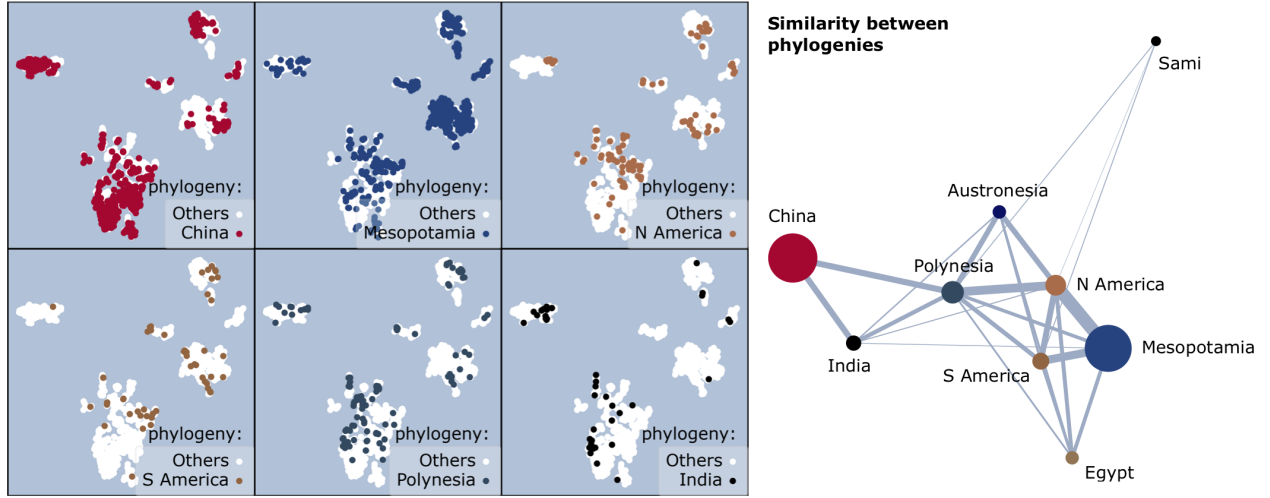 phylogeny:
Others
China
phylogeny:
Others
Mesopotamia
phylogeny:
Others
N America
phylogeny:
Others
S America
phylogeny:
Others
Polynesia
phylogeny:
Others
India
Similarity between
phylogenies
Sami
Austronesia
China
Polynesia
N America
Mesopotamia
India
S America
Egypt